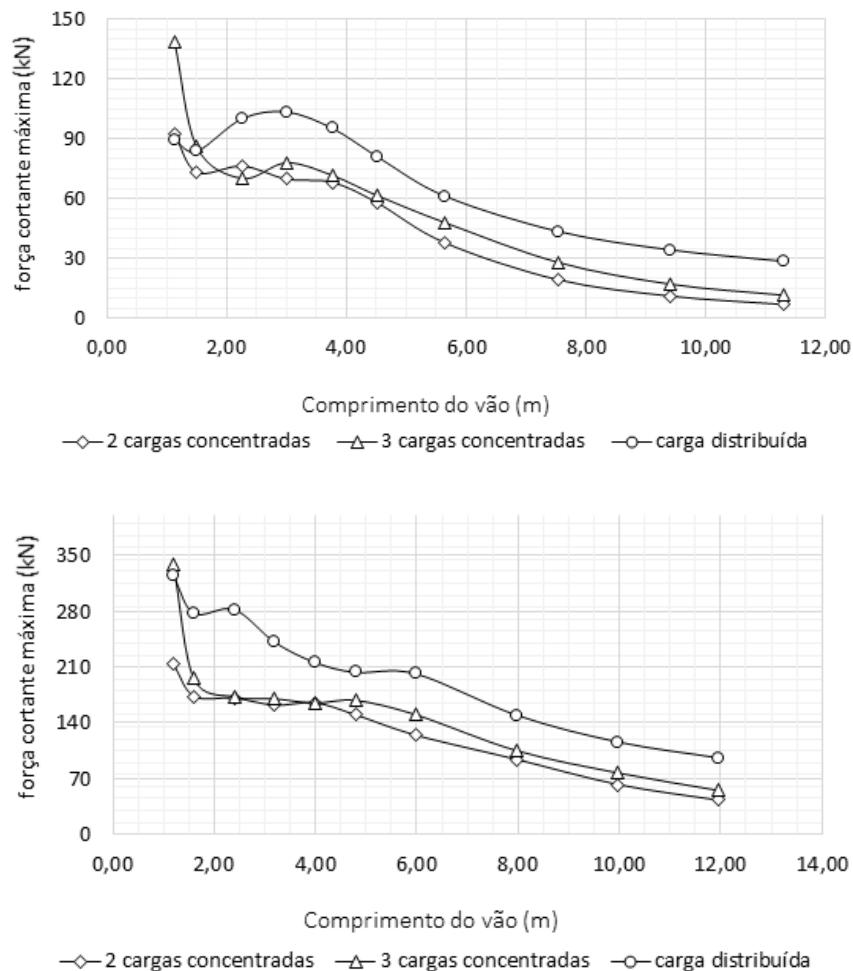 força cortante máxima (kN)
150
120
90
60
30
0
0,00 2,00 4,00 6,00 8,00 10,00 12,00
Comprimento do vão (m)
2 cargas concentradas 3 cargas concentradas carga distribuída
força cortante máxima (kN)
350
280
210
140
70
0
0,00 2,00 4,00 6,00 8,00 10,00 12,00 14,00
Comprimento do vão (m)
2 cargas concentradas 3 cargas concentradas carga distribuída